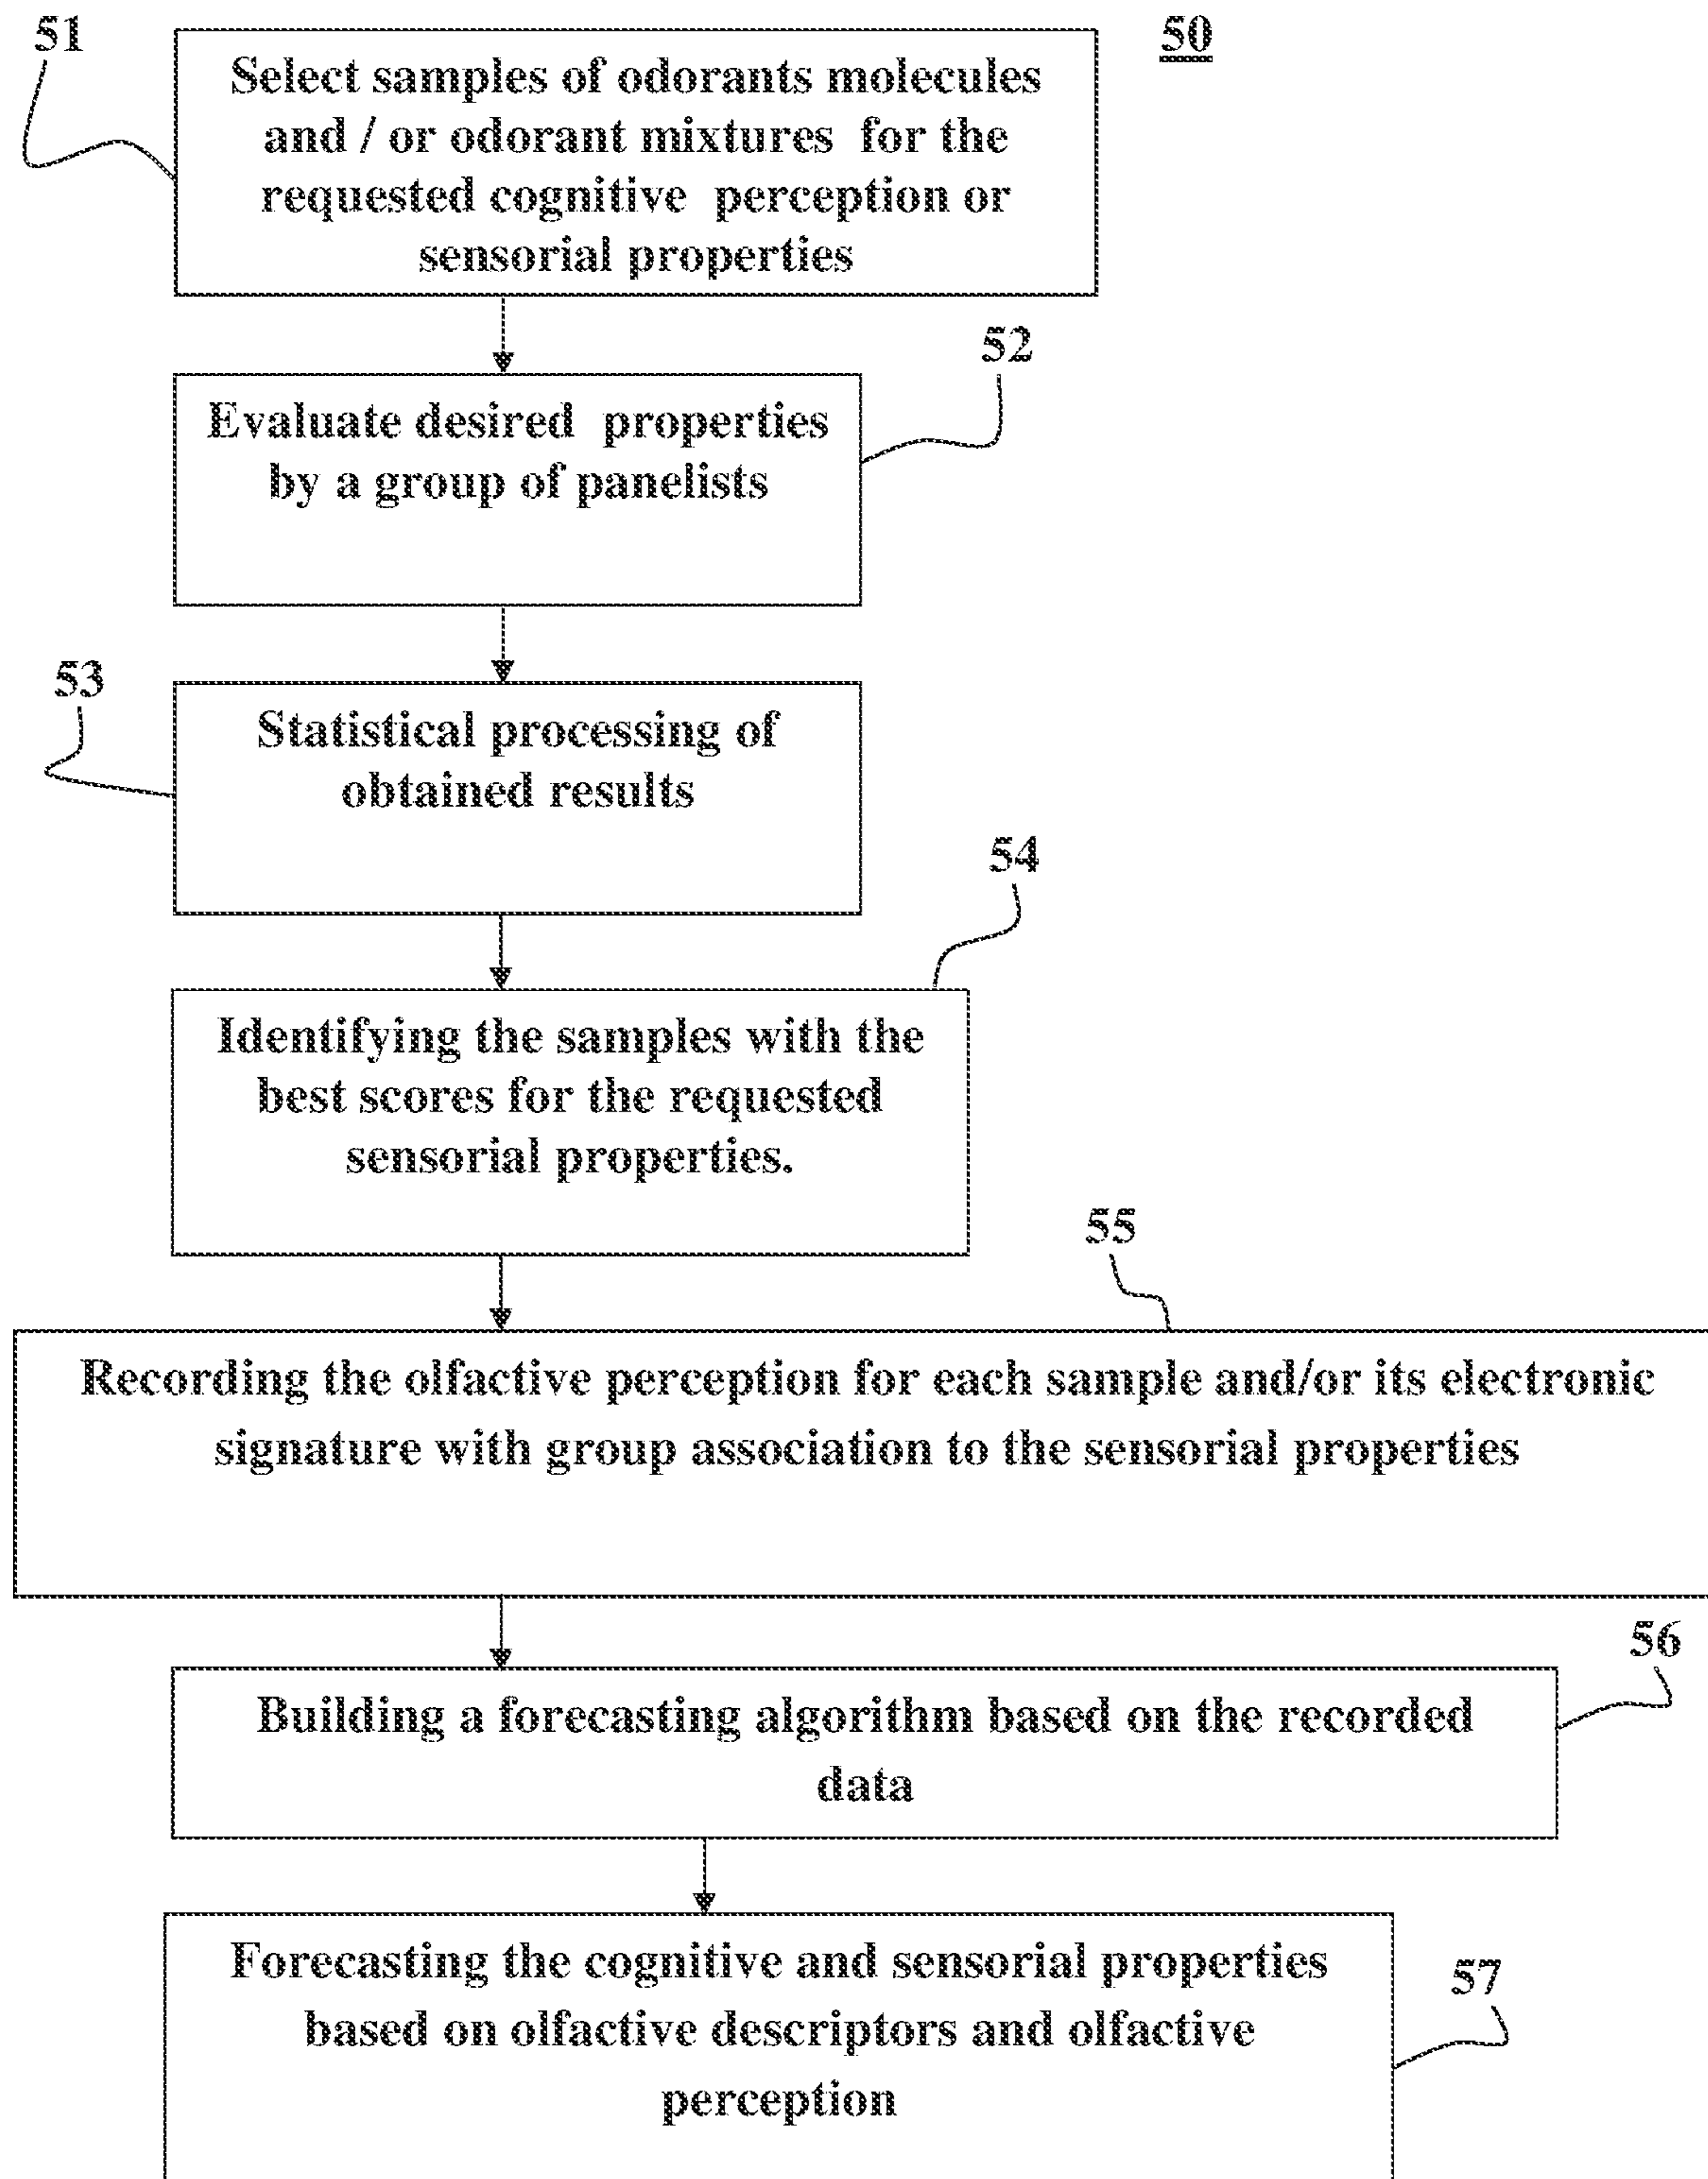 51
50
Select samples of odorants molecules
and / or odorant mixtures for the
requested cognitive perception or
sensorial properties
52
Evaluate desired properties
by a group of panelists
53
Statistical processing of
obtained results
54
Identifying the samples with the
best scores for the requested
sensorial properties.
55
Recording the olfactive perception for each sample and/or its electronic
signature with group association to the sensorial properties
56
Building a forecasting algorithm based on the recorded
data
Forecasting the cognitive and sensorial properties
57
based on olfactive descriptors and olfactive
perception